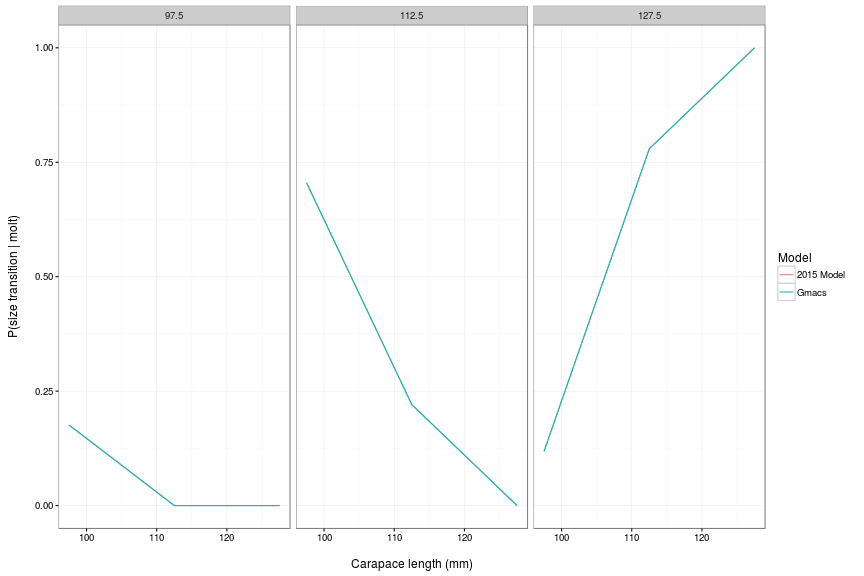 97.5 112.5 127.5
1.00
0.75
0.50
0.25
0.00
P(size transition | molt)
100 110 120 100 110 120 100 110 120
Carapace length (mm)
Model
2015 Model
Gmacs